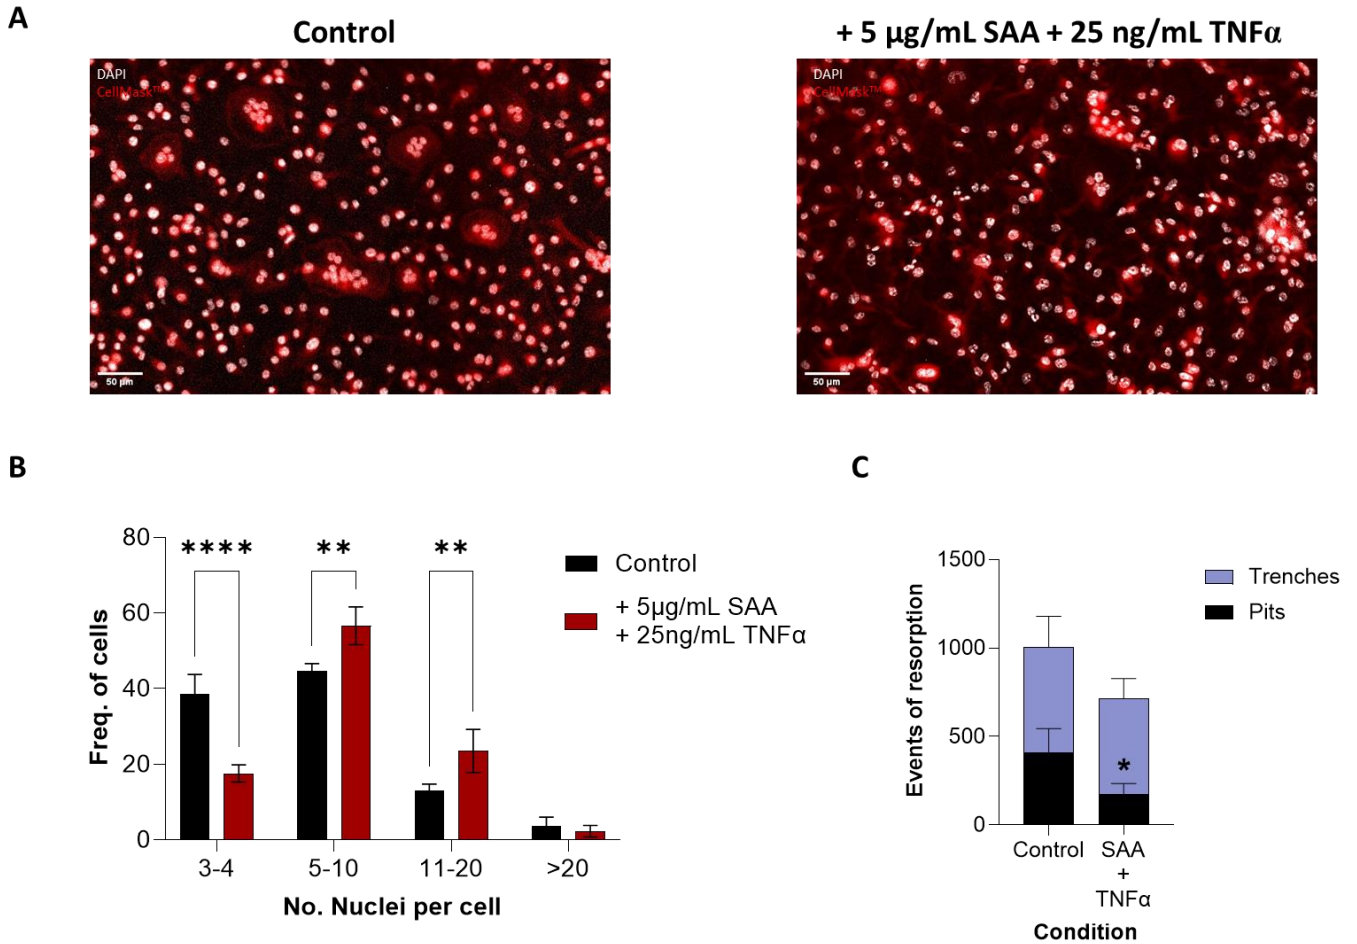 A
Control
+ 5 µg/mL SAA + 25 ng/mL TNFα
DAPI
CellMask™
50 µm
DAPI
CellMask™
50 µm
B
80
60
40
20
0
Freq. of cells
****
**
**
3-4
5-10
11-20
>20
No. Nuclei per cell
Control
+ 5µg/mL SAA
+ 25ng/mL TNFα
C
1500
1000
500
0
Events of resorption
*
Control
SAA
+
TNFα
Condition
Trenches
Pits